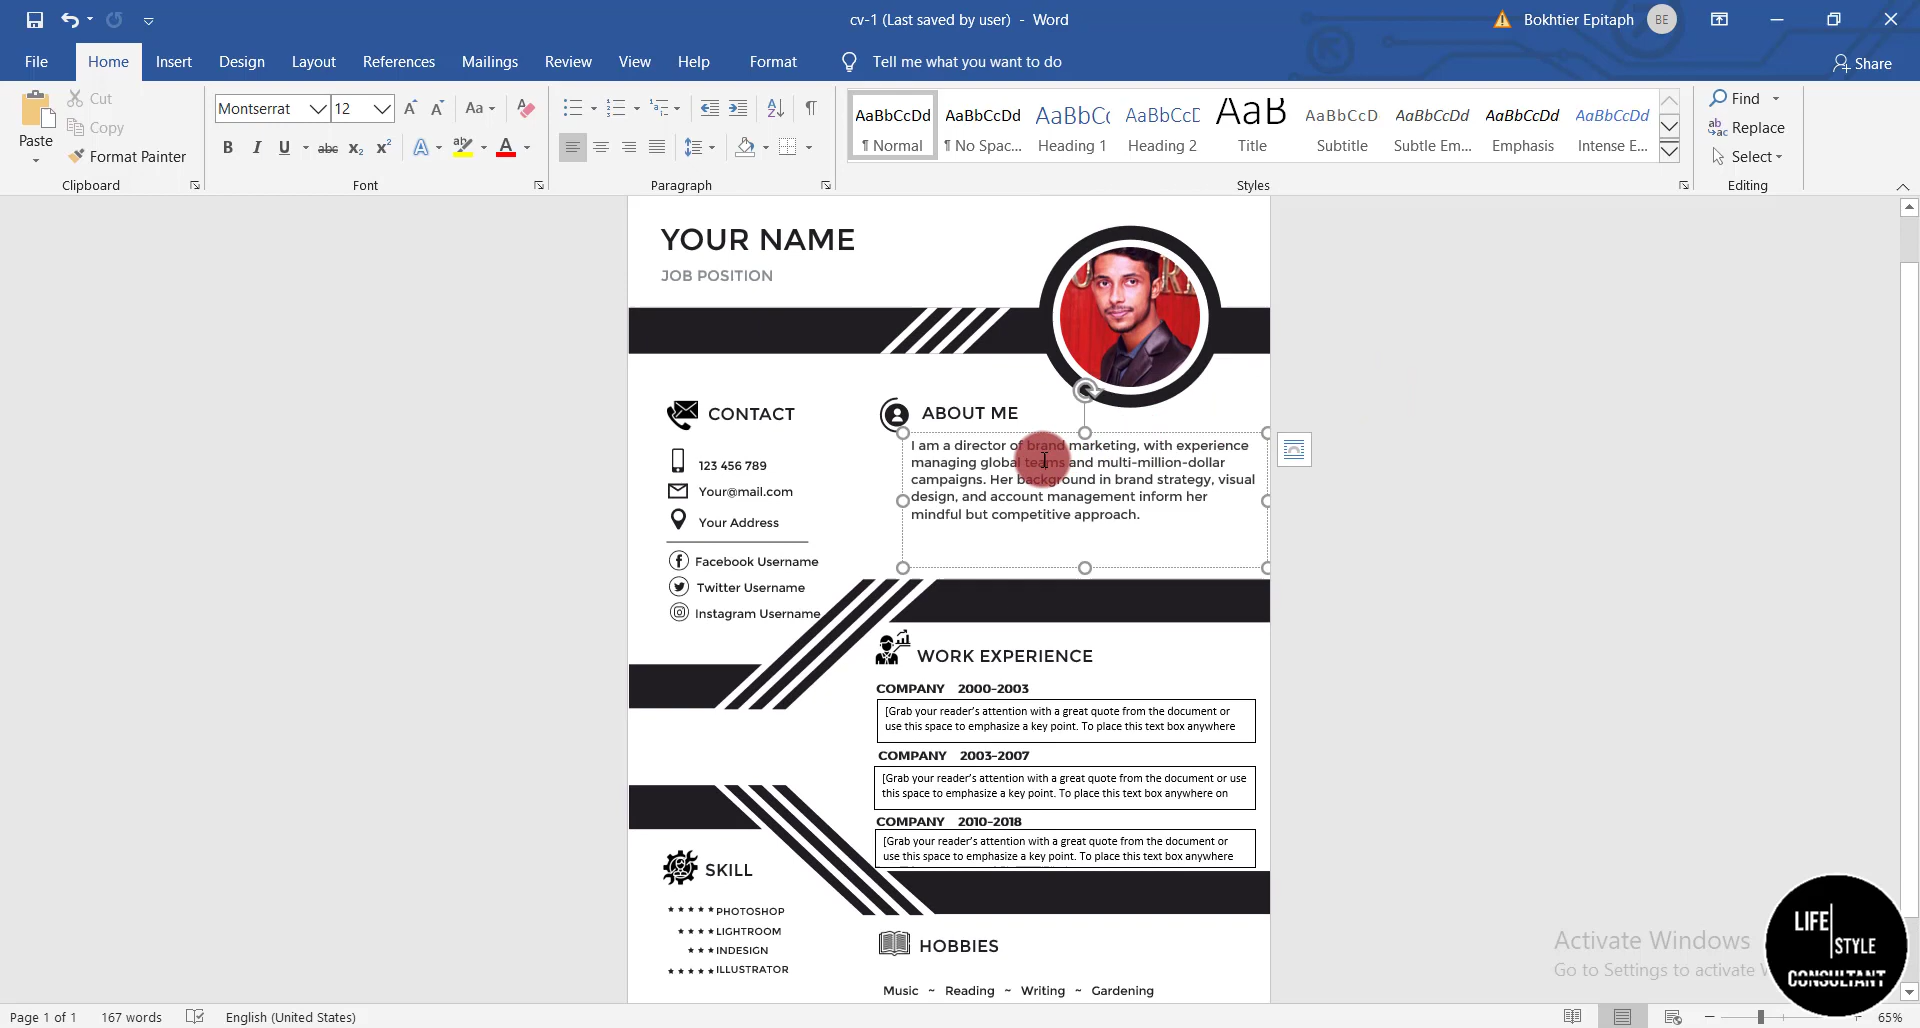 cv-1 (Last saved by user) - Word
Bokhtier Epitaph
BE
File
Home
Insert
Design
Layout
References
Mailings
Review
View
Help
Format
Tell me what you want to do
Share
Paste
Cut
Copy
Format Painter
Clipboard
Montserrat
12
Font
Paragraph
AaBbCcDd
¶ Normal
AaBbCcDd
¶ No Spac...
AaBbCc
Heading 1
AaBbCcD
Heading 2
AaB
Title
AaBbCcD
Subtitle
AaBbCcDd
Subtle Em...
AaBbCcDd
Emphasis
AaBbCcDd
Intense E...
Styles
Find
Replace
Select
Editing
YOUR NAME
JOB POSITION
CONTACT
123 456 789
Your@mail.com
Your Address
Facebook Username
Twitter Username
Instagram Username
ABOUT ME
I am a director of brand marketing, with experience
managing global teams and multi-million-dollar
campaigns. Her background in brand strategy, visual
design, and account management inform her
mindful but competitive approach.
WORK EXPERIENCE
COMPANY 2000-2003
[Grab your reader's attention with a great quote from the document or
use this space to emphasize a key point. To place this text box anywhere
COMPANY 2003-2007
[Grab your reader's attention with a great quote from the document or use
this space to emphasize a key point. To place this text box anywhere on
COMPANY 2010-2018
[Grab your reader's attention with a great quote from the document or
use this space to emphasize a key point. To place this text box anywhere
SKILL
★★★★★PHOTOSHOP
★★★★LIGHTROOM
★★★INDESIGN
★★★★★ILLUSTRATOR
HOBBIES
Music ~ Reading ~ Writing ~ Gardening
Activate Windows
Go to Settings to activate
LIFE
STYLE
CONSULTANT
Page 1 of 1
167 words
English (United States)
65%